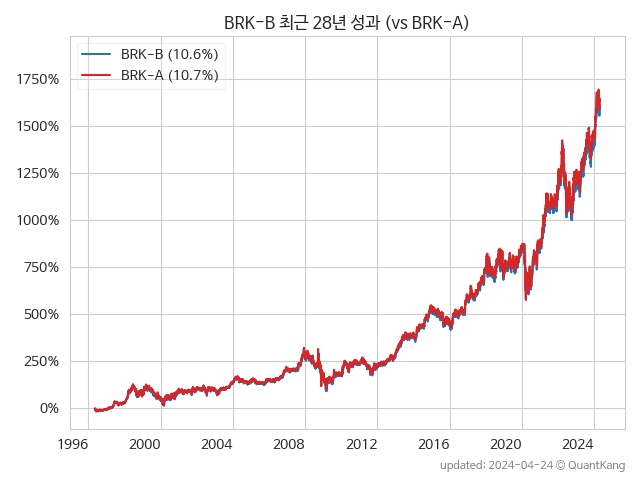 BRK-B 최근 28년 성과 (vs BRK-A)
BRK-B (10.6%)
BRK-A (10.7%)
1750%
1500%
1250%
1000%
750%
500%
250%
0%
1996 2000 2004 2008 2012 2016 2020 2024
updated: 2024-04-24 © QuantKang